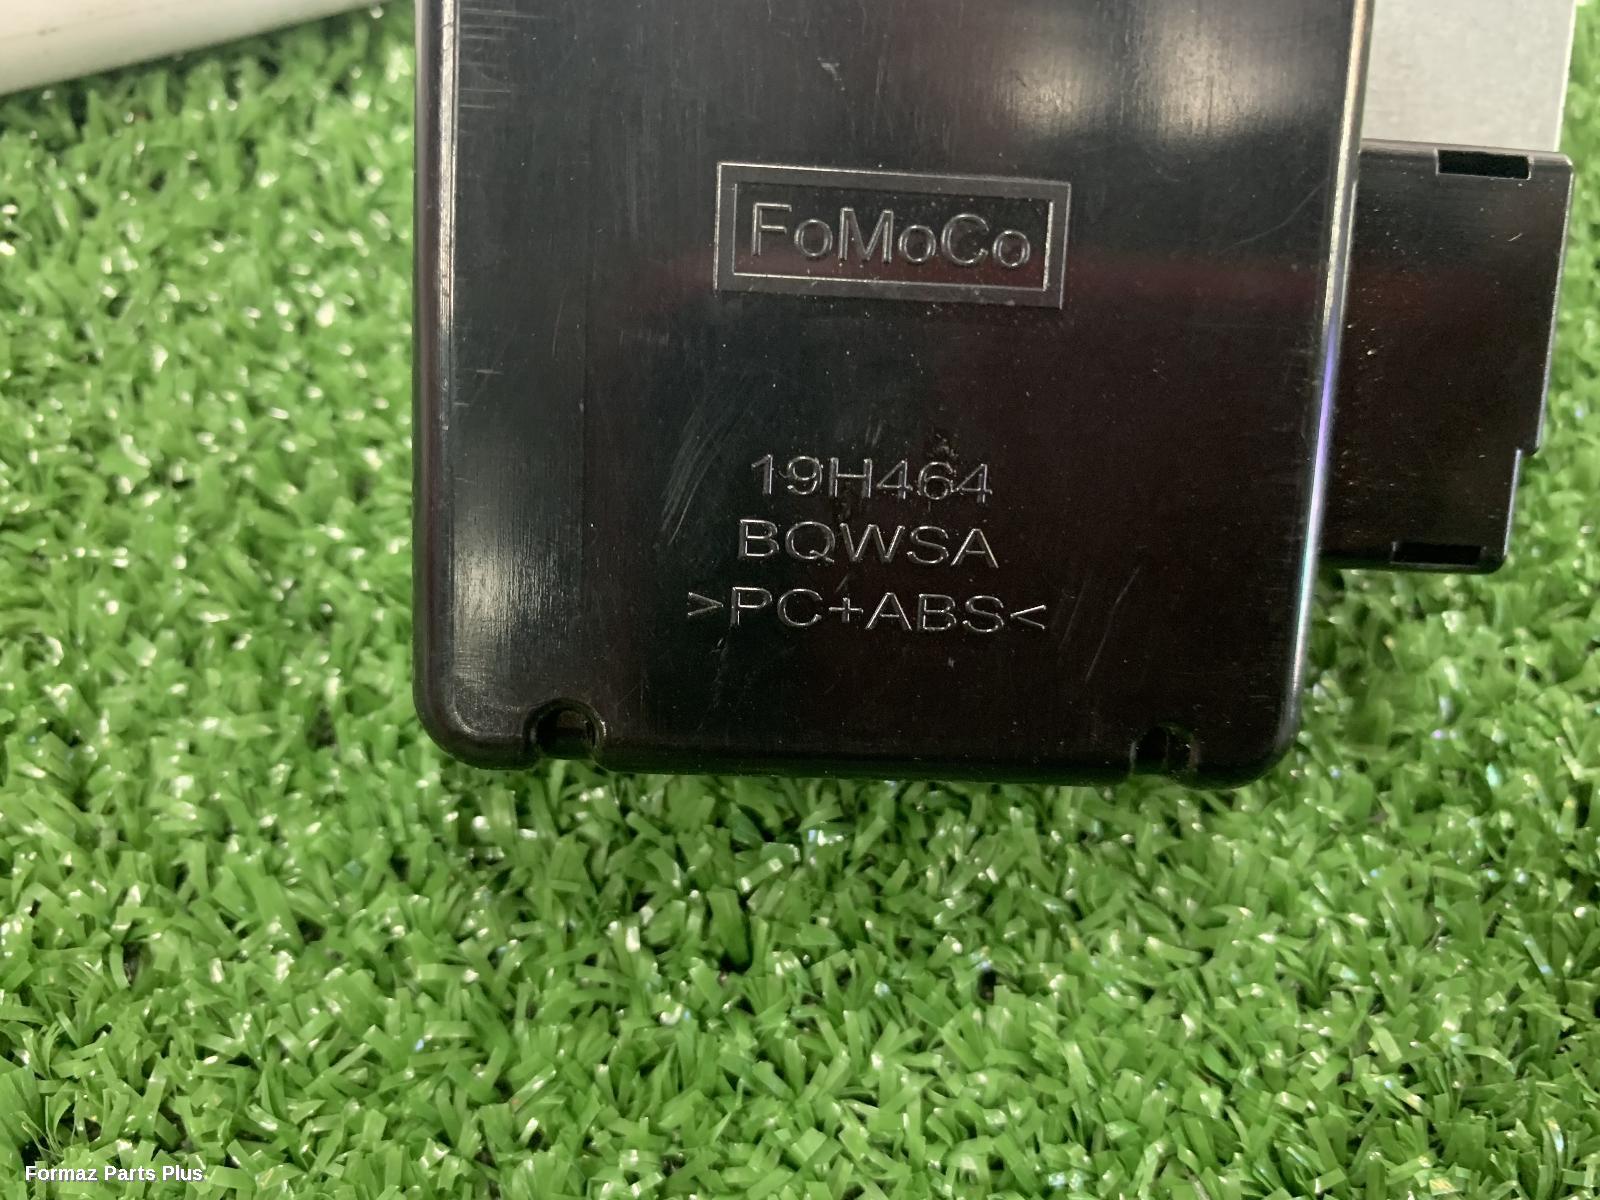 FoMoCo
19H464
BQWSA
>PC+ABS<
Formaz Parts Plus